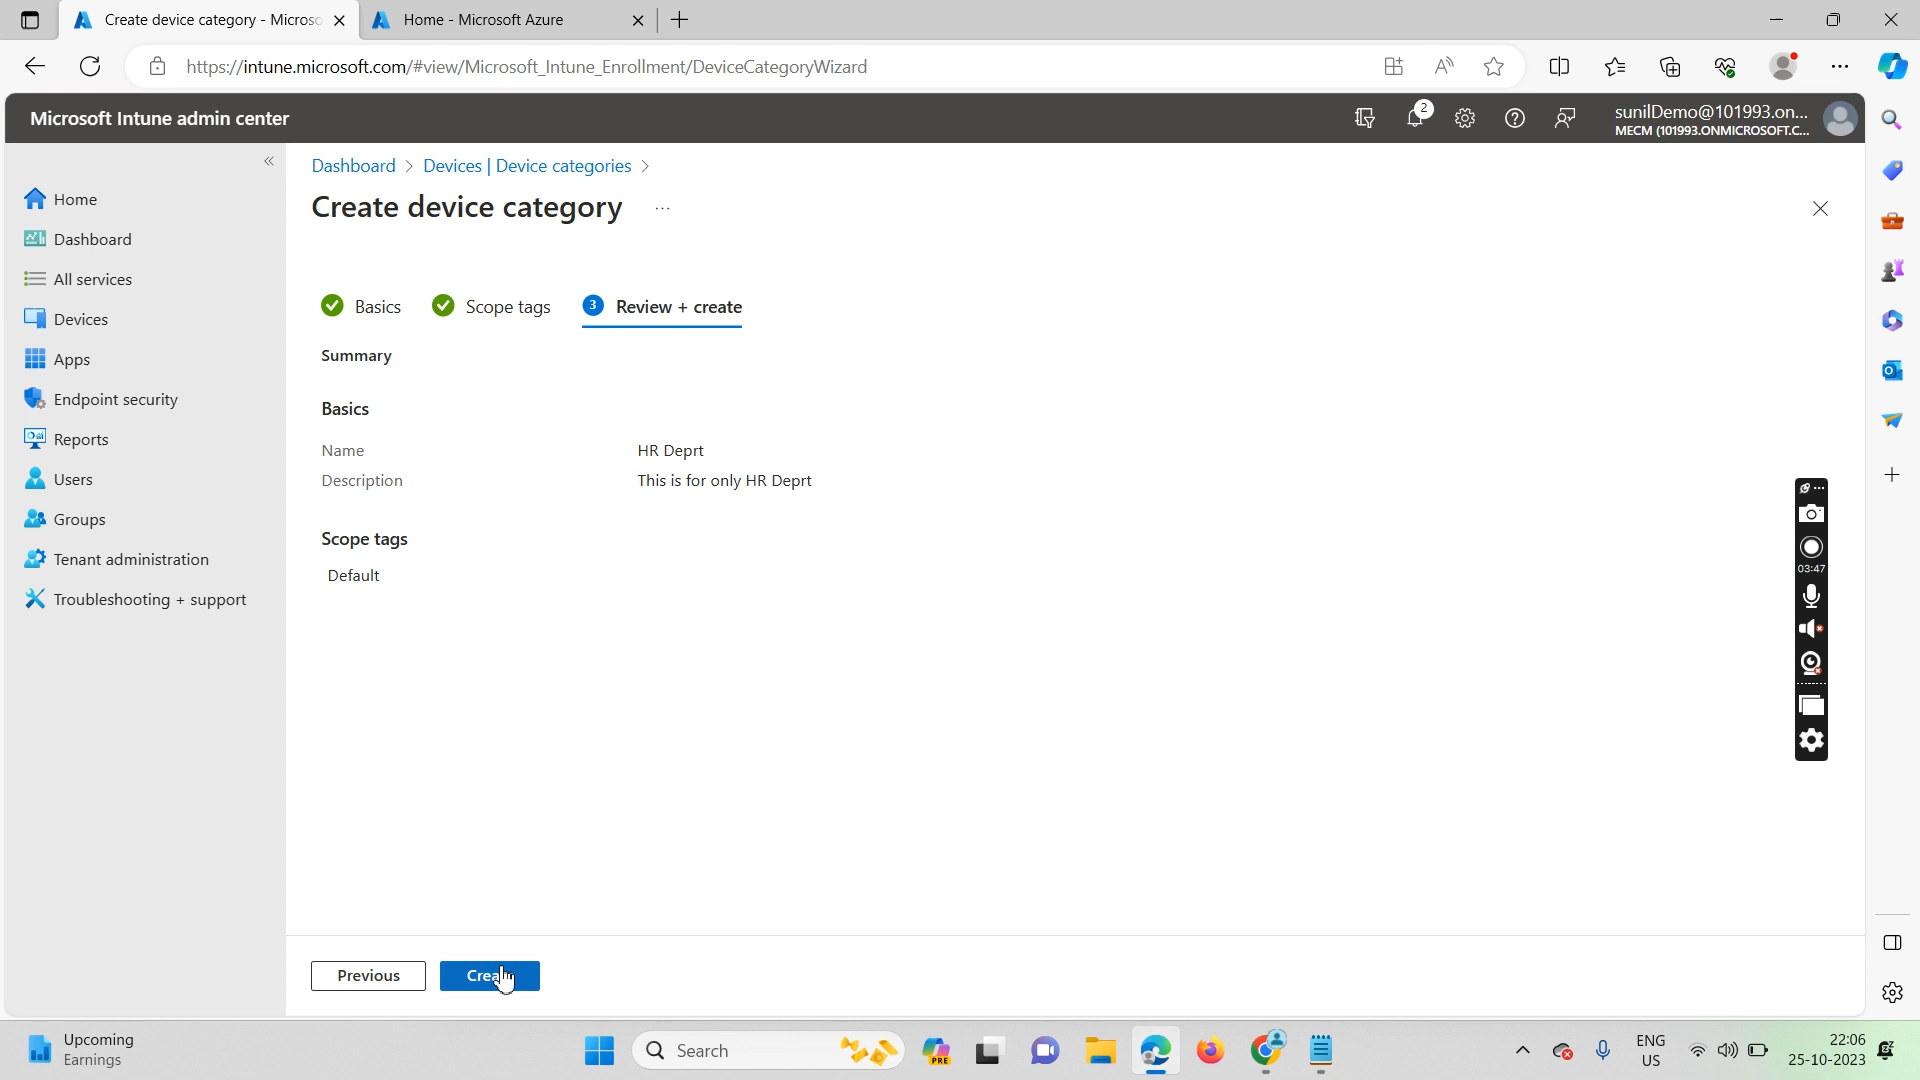 Create device category - Microso
Home - Microsoft Azure
https://intune.microsoft.com/#view/Microsoft_Intune_Enrollment/DeviceCategoryWizard
Microsoft Intune admin center
2
sunilDemo@101993.on...
MECM (101993.ONMICROSOFT.C...
Dashboard > Devices | Device categories >
Create device category ...
Home
Dashboard
All services
Devices
Apps
Endpoint security
Reports
Users
Groups
Tenant administration
Troubleshooting + support
Basics
Scope tags
3 Review + create
Summary
Basics
Name HR Deprt
Description This is for only HR Deprt
Scope tags
Default
03:47
Previous
Upcoming
Earnings
Search
PRE
ENG
US
22:06
25-10-2023